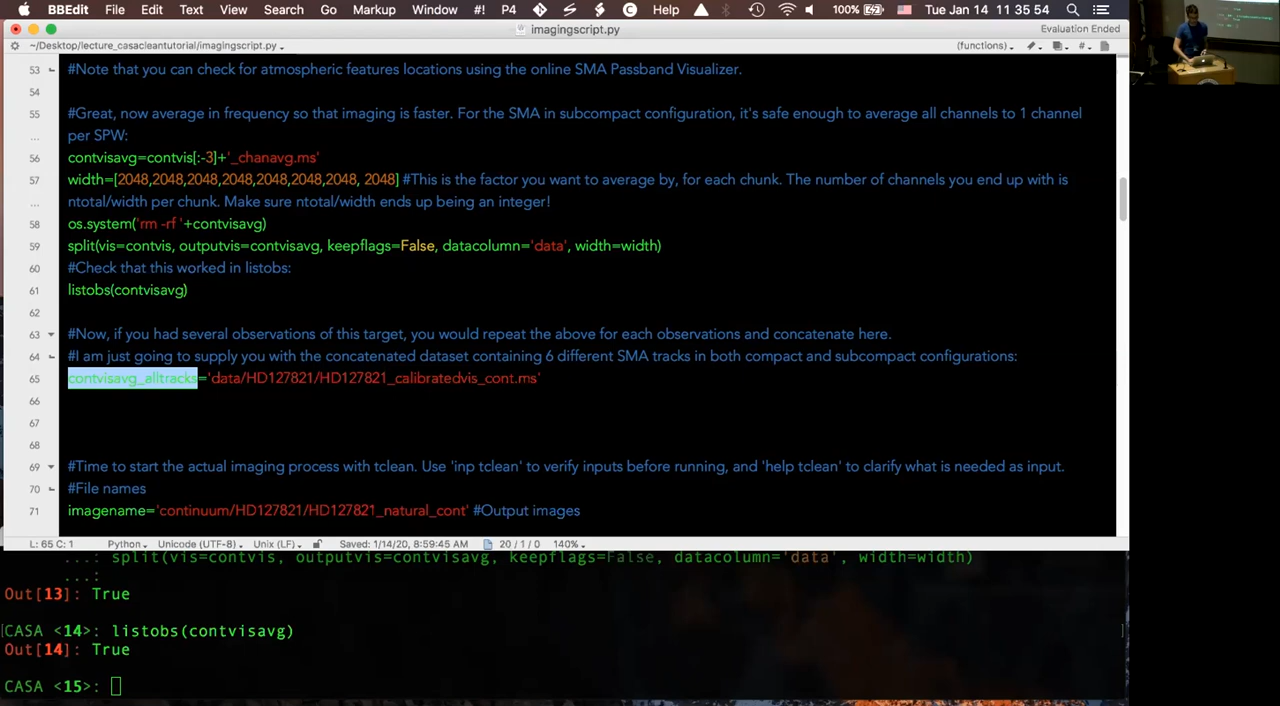 BBEdit File Edit Text View Search Go Markup Window #! P4 Help 100% Tue Jan 14 11 35 54
imagingscript.py
~/Desktop/lecture_casacleantutorial/imagingscript.py (functions) Evaluation Ended
53 #Note that you can check for atmospheric features locations using the online SMA Passband Visualizer.
54
55 #Great, now average in frequency so that imaging is faster. For the SMA in subcompact configuration, it's safe enough to average all channels to 1 channel
... per SPW:
56 contvisavg=contvis[:-3]+'_chanavg.ms'
57 width=[2048,2048,2048,2048,2048,2048,2048, 2048] #This is the factor you want to average by, for each chunk. The number of channels you end up with is
... ntotal/width per chunk. Make sure ntotal/width ends up being an integer!
58 os.system('rm -rf '+contvisavg)
59 split(vis=contvis, outputvis=contvisavg, keepflags=False, datacolumn='data', width=width)
60 #Check that this worked in listobs:
61 listobs(contvisavg)
62
63 #Now, if you had several observations of this target, you would repeat the above for each observations and concatenate here.
64 #I am just going to supply you with the concatenated dataset containing 6 different SMA tracks in both compact and subcompact configurations:
65 contvisavg_alltracks='data/HD127821/HD127821_calibratedvis_cont.ms'
66
67
68
69 #Time to start the actual imaging process with tclean. Use 'inp tclean' to verify inputs before running, and 'help tclean' to clarify what is needed as input.
70 #File names
71 imagename='continuum/HD127821/HD127821_natural_cont' #Output images
L: 65 C: 1 Python Unicode (UTF-8) Unix (LF) Saved: 1/14/20, 8:59:45 AM 20 / 1 / 0 140%
...: split(vis=contvis, outputvis=contvisavg, keepflags=False, datacolumn='data', width=width)
...:
Out[13]: True
CASA <14>: listobs(contvisavg)
Out[14]: True
CASA <15>: